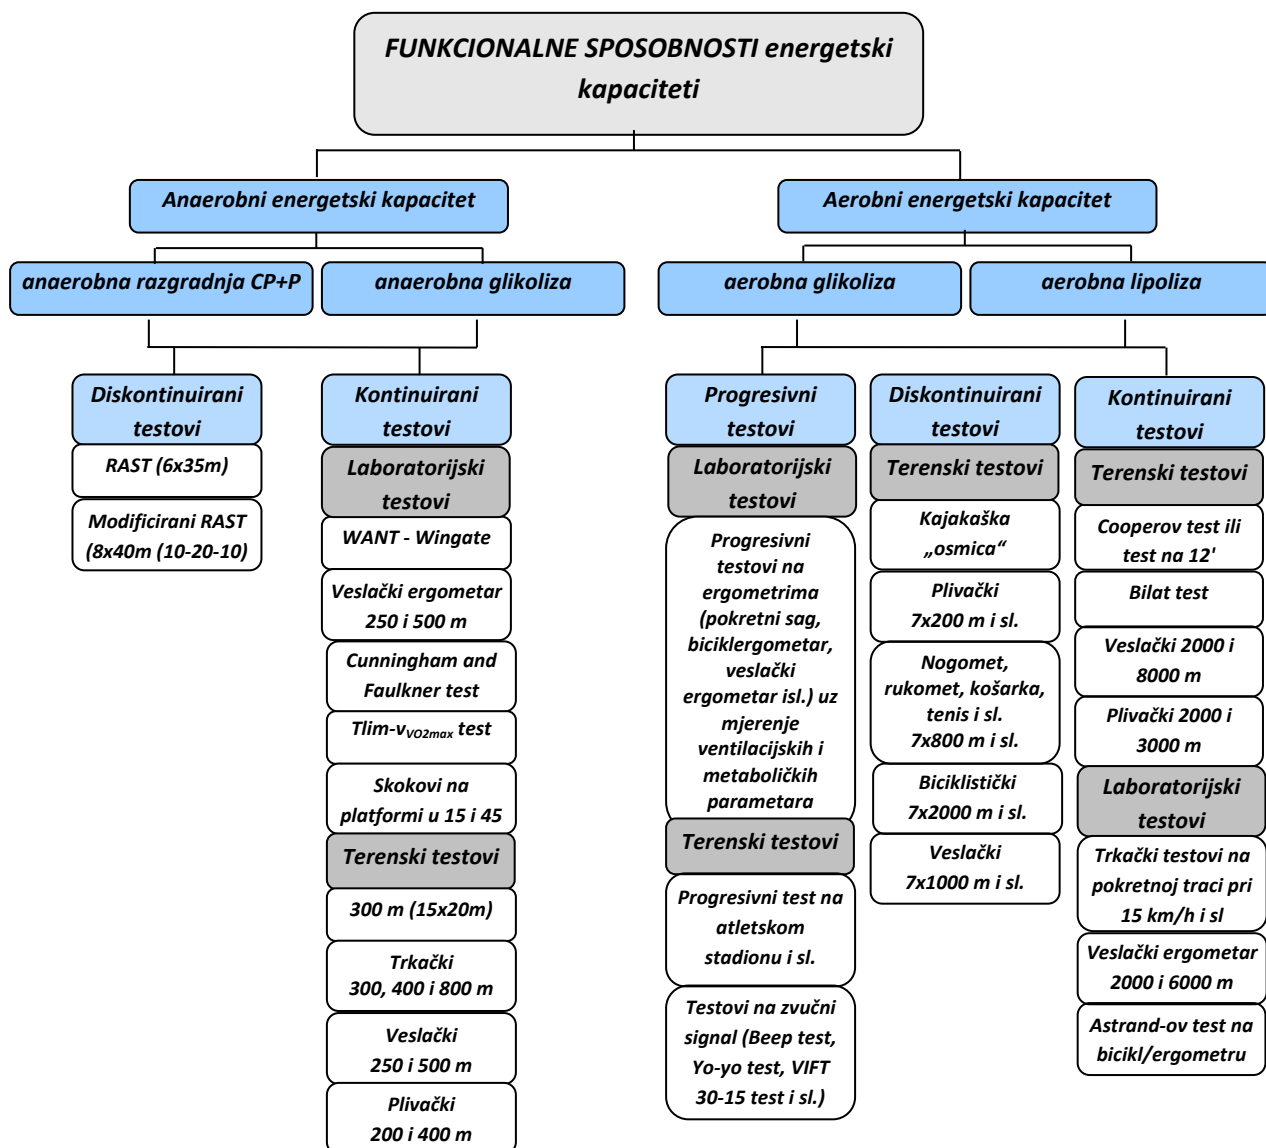 FUNKCIONALNE SPOSOBNOSTI energetski
kapaciteti
Anaerobni energetski kapacitet
Aerobni energetski kapacitet
anaerobna razgradnja CP+P
anaerobna glikoliza
aerobna glikoliza
aerobna lipoliza
Diskontinuirani
testovi
RAST (6x35m)
Modificirani RAST
(8x40m (10-20-10)
Kontinuirani
testovi
Laboratorijski
testovi
WANT - Wingate
Veslački ergometar
250 i 500 m
Cunningham and
Faulkner test
Tlim-vVO2max test
Skokovi na
platformi u 15 i 45
Terenski testovi
300 m (15x20m)
Trkački
300, 400 i 800 m
Veslački
250 i 500 m
Plivački
200 i 400 m
Progresivni
testovi
Laboratorijski
testovi
Progresivni
testovi na
ergometrima
(pokretni sag,
biciklergometar,
veslački
ergometar isl.) uz
mjerenje
ventilacijskih i
metaboličkih
parametara
Terenski testovi
Progresivni test na
atletskom
stadionu i sl.
Testovi na zvučni
signal (Beep test,
Yo-yo test, VIFT
30-15 test i sl.)
Diskontinuirani
testovi
Terenski testovi
Kajakaška
„osmica“
Plivački
7x200 m i sl.
Nogomet,
rukomet, košarka,
tenis i sl.
7x800 m i sl.
Biciklistički
7x2000 m i sl.
Veslački
7x1000 m i sl.
Kontinuirani
testovi
Terenski testovi
Cooperov test ili
test na 12'
Bilat test
Veslački 2000 i
8000 m
Plivački 2000 i
3000 m
Laboratorijski
testovi
Trkački testovi na
pokretnoj traci pri
15 km/h i sl
Veslački ergometar
2000 i 6000 m
Astrand-ov test na
bicikl/ergometru